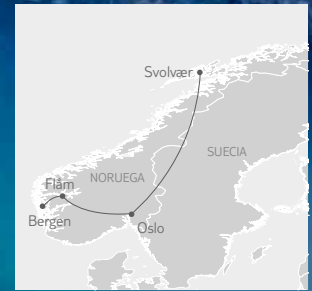 Svolvær
SUECIA
NORUEGA
Flåm
Bergen
Oslo